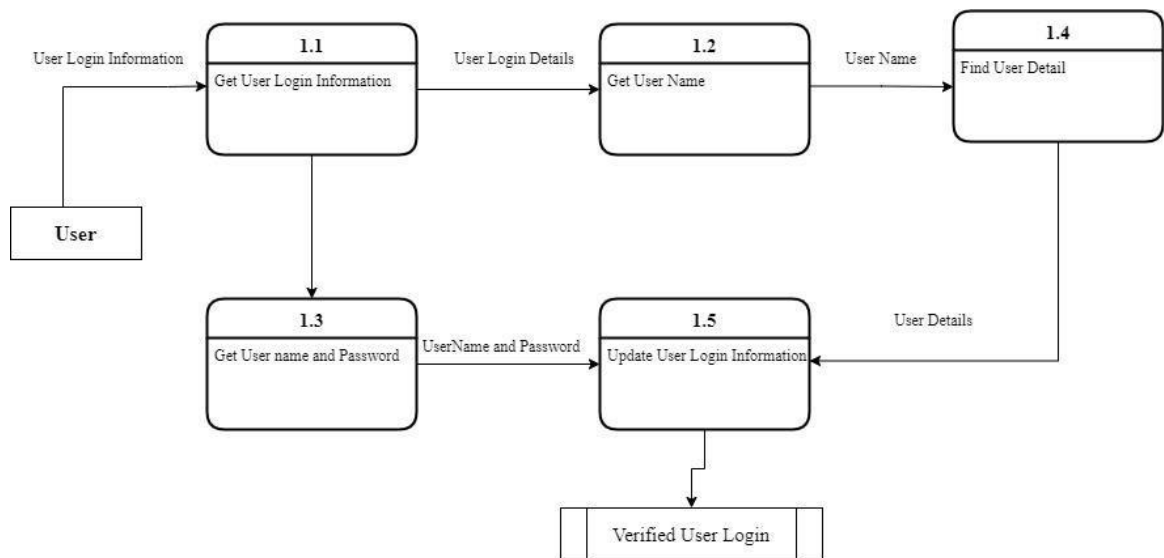 1.1
1.2
1.4
User Login Information
User Login Details
User Name
Get User Login Information
Get User Name
Find User Detail
User
1.3
1.5
User Details
Get User name and Password
UserName and Password
Update User Login Information
Verified User Login